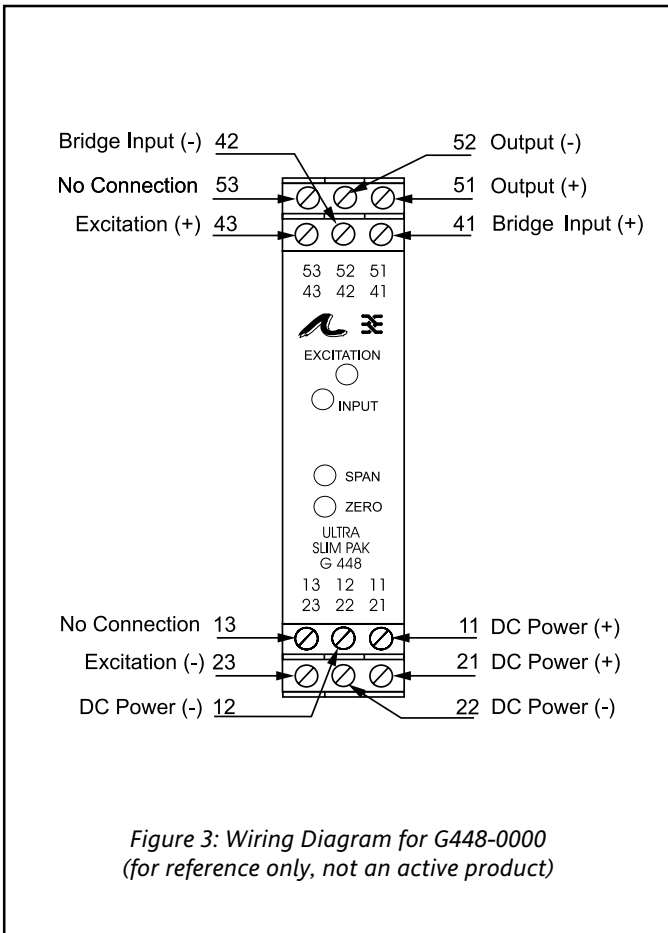 Bridge Input (-) 42 52 Output (-)
No Connection 53 51 Output (+)
Excitation (+) 43 41 Bridge Input (+)
53 52 51
43 42 41
EXCITATION
INPUT
SPAN
ZERO
ULTRA
SLIM PAK
G 448
13 12 11
23 22 21
No Connection 13 11 DC Power (+)
Excitation (-) 23 21 DC Power (+)
DC Power (-) 12 22 DC Power (-)
Figure 3: Wiring Diagram for G448-0000
(for reference only, not an active product)